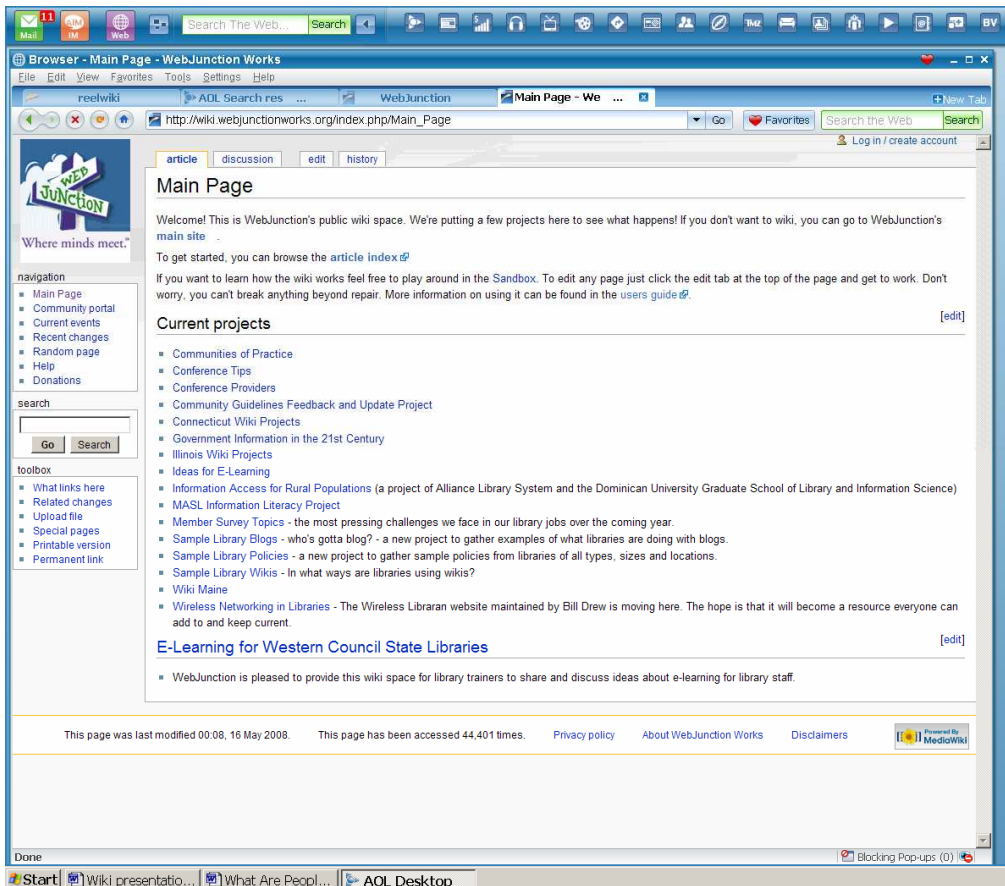 11
Mail
AIM
IM
Web
Search The Web...
Search
TMZ
BV
Browser - Main Page - WebJunction Works
File Edit View Favorites Tools Settings Help
reelwiki
AOL Search res ...
WebJunction
Main Page - We ...
New Tab
http://wiki.webjunctionworks.org/index.php/Main_Page
Go
Favorites
Search the Web
Search
Log in / create account
WEB JUNCTION
Where minds meet.
article discussion edit history
Main Page
Welcome! This is WebJunction's public wiki space. We're putting a few projects here to see what happens! If you don't want to wiki, you can go to WebJunction's
main site .
To get started, you can browse the article index
If you want to learn how the wiki works feel free to play around in the Sandbox. To edit any page just click the edit tab at the top of the page and get to work. Don't
worry, you can't break anything beyond repair. More information on using it can be found in the users guide.
navigation
Main Page
Community portal
Current events
Recent changes
Random page
Help
Donations
search
Go Search
toolbox
What links here
Related changes
Upload file
Special pages
Printable version
Permanent link
[edit]
Current projects
Communities of Practice
Conference Tips
Conference Providers
Community Guidelines Feedback and Update Project
Connecticut Wiki Projects
Government Information in the 21st Century
Illinois Wiki Projects
Ideas for E-Learning
Information Access for Rural Populations (a project of Alliance Library System and the Dominican University Graduate School of Library and Information Science)
MASL Information Literacy Project
Member Survey Topics - the most pressing challenges we face in our library jobs over the coming year.
Sample Library Blogs - who's gotta blog? - a new project to gather examples of what libraries are doing with blogs.
Sample Library Policies - a new project to gather sample policies from libraries of all types, sizes and locations.
Sample Library Wikis - In what ways are libraries using wikis?
Wiki Maine
Wireless Networking in Libraries - The Wireless Libraran website maintained by Bill Drew is moving here. The hope is that it will become a resource everyone can
add to and keep current.
[edit]
E-Learning for Western Council State Libraries
WebJunction is pleased to provide this wiki space for library trainers to share and discuss ideas about e-learning for library staff.
This page was last modified 00:08, 16 May 2008. This page has been accessed 44,401 times. Privacy policy About WebJunction Works Disclaimers
Powered By
MediaWiki
Done
Blocking Pop-ups (0)
Start
Wiki presentatio...
What Are Peopl...
AOL Desktop